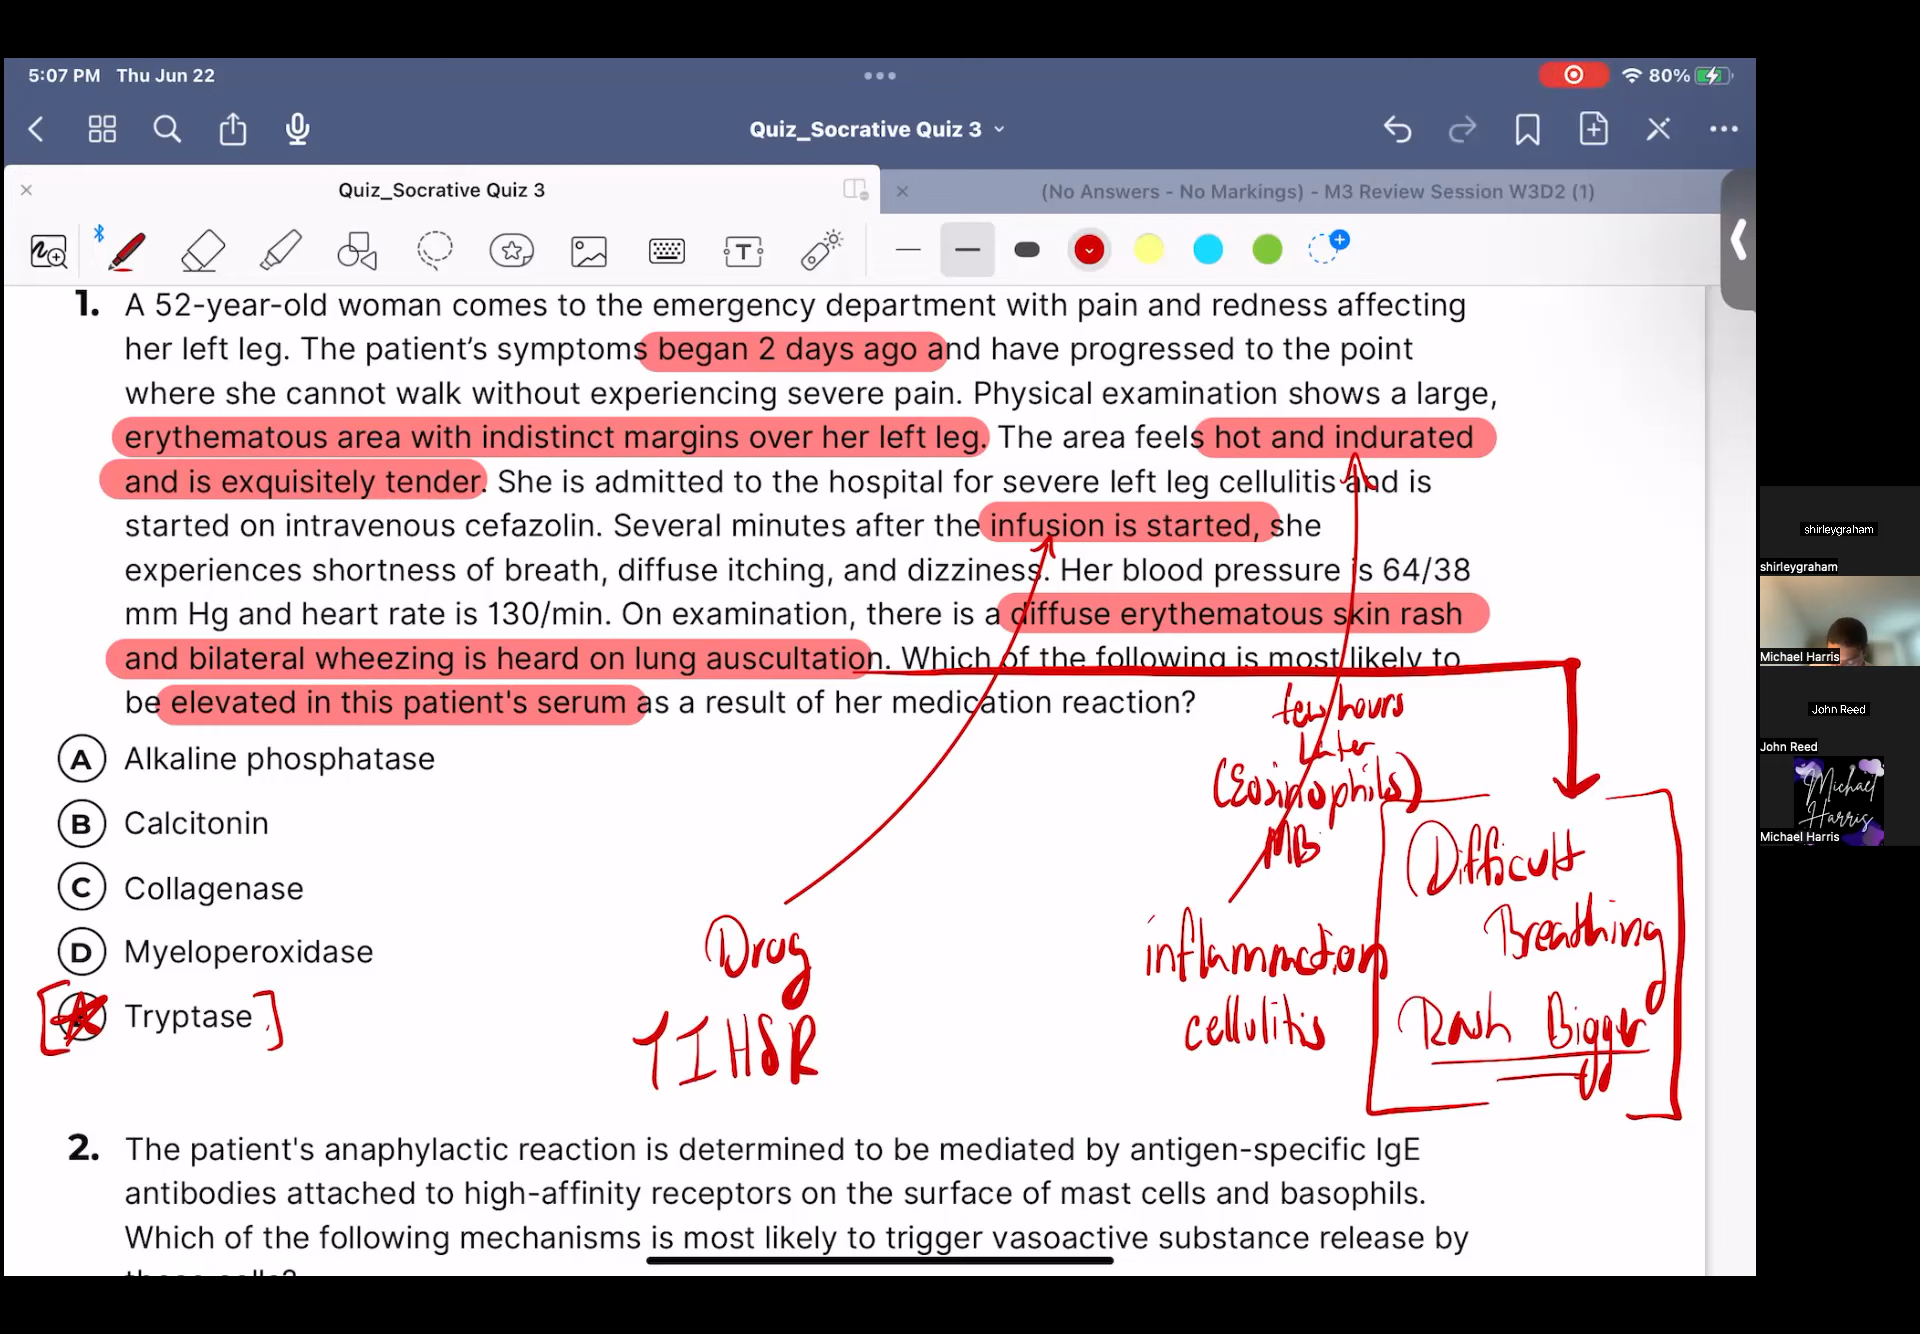 5:07 PM Thu Jun 22
80%
Quiz_Socrative Quiz 3
Quiz_Socrative Quiz 3
(No Answers - No Markings) - M3 Review Session W3D2 (1)
1. A 52-year-old woman comes to the emergency department with pain and redness affecting
her left leg. The patient's symptoms began 2 days ago and have progressed to the point
where she cannot walk without experiencing severe pain. Physical examination shows a large,
erythematous area with indistinct margins over her left leg. The area feels hot and indurated
and is exquisitely tender. She is admitted to the hospital for severe left leg cellulitis and is
started on intravenous cefazolin. Several minutes after the infusion is started, she
experiences shortness of breath, diffuse itching, and dizziness. Her blood pressure is 64/38
mm Hg and heart rate is 130/min. On examination, there is a diffuse erythematous skin rash
and bilateral wheezing is heard on lung auscultation. Which of the following is most likely to
be elevated in this patient's serum as a result of her medication reaction?
A Alkaline phosphatase
B Calcitonin
C Collagenase
D Myeloperoxidase
Tryptase
few hours
Later
(Eosinophils)
MB
Drug
TIHSR
inflammation
cellulitis
Difficult
Breathing
Rash Bigger
2. The patient's anaphylactic reaction is determined to be mediated by antigen-specific IgE
antibodies attached to high-affinity receptors on the surface of mast cells and basophils.
Which of the following mechanisms is most likely to trigger vasoactive substance release by
shirleygraham
shirleygraham
Michael Harris
John Reed
John Reed
Michael
Harris
Michael Harris